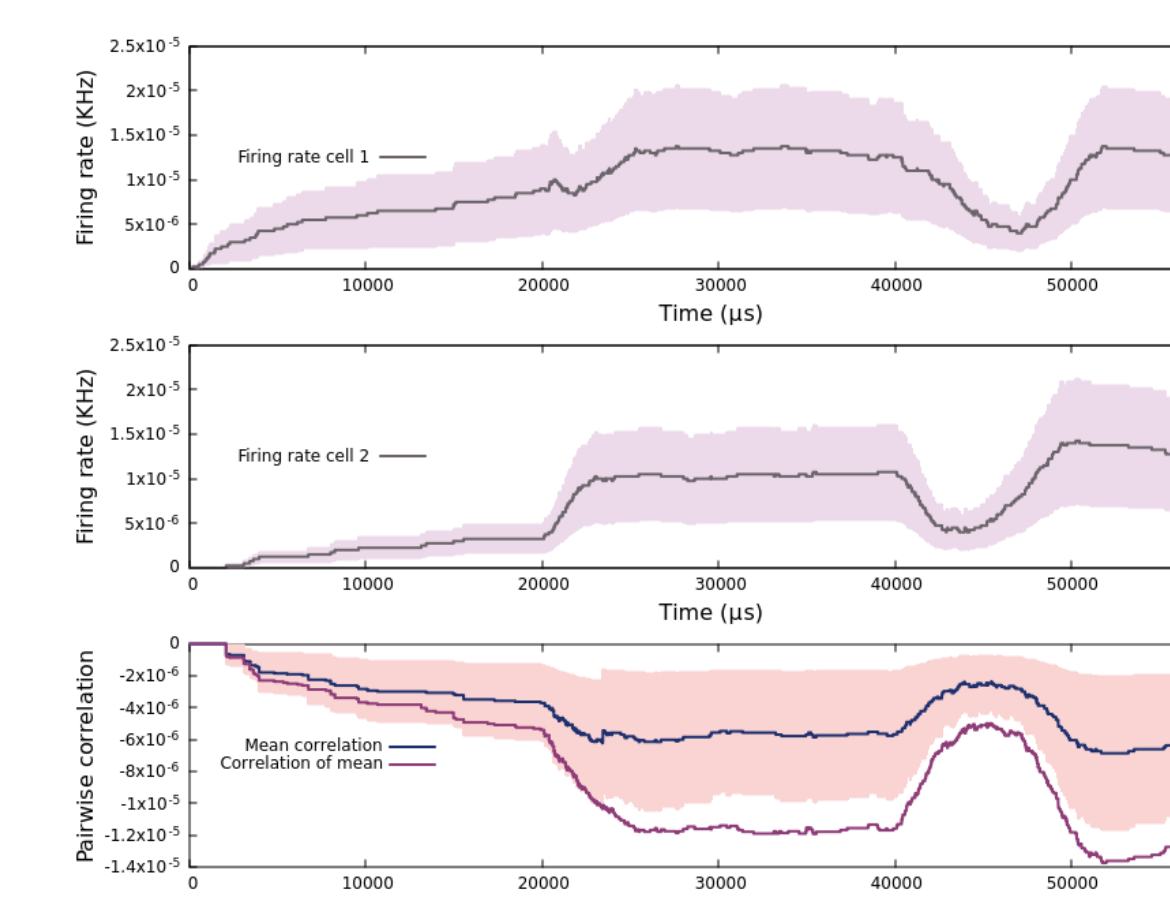 2.5x10⁻⁵
2x10⁻⁵
1.5x10⁻⁵
1x10⁻⁵
5x10⁻⁶
0
Firing rate (KHz)
Firing rate cell 1
0 10000 20000 30000 40000 50000
Time (µs)
2.5x10⁻⁵
2x10⁻⁵
1.5x10⁻⁵
1x10⁻⁵
5x10⁻⁶
0
Firing rate (KHz)
Firing rate cell 2
0 10000 20000 30000 40000 50000
Time (µs)
0
-2x10⁻⁶
-4x10⁻⁶
-6x10⁻⁶
-8x10⁻⁶
-1x10⁻⁵
-1.2x10⁻⁵
-1.4x10⁻⁵
Pairwise correlation
Mean correlation
Correlation of mean
0 10000 20000 30000 40000 50000